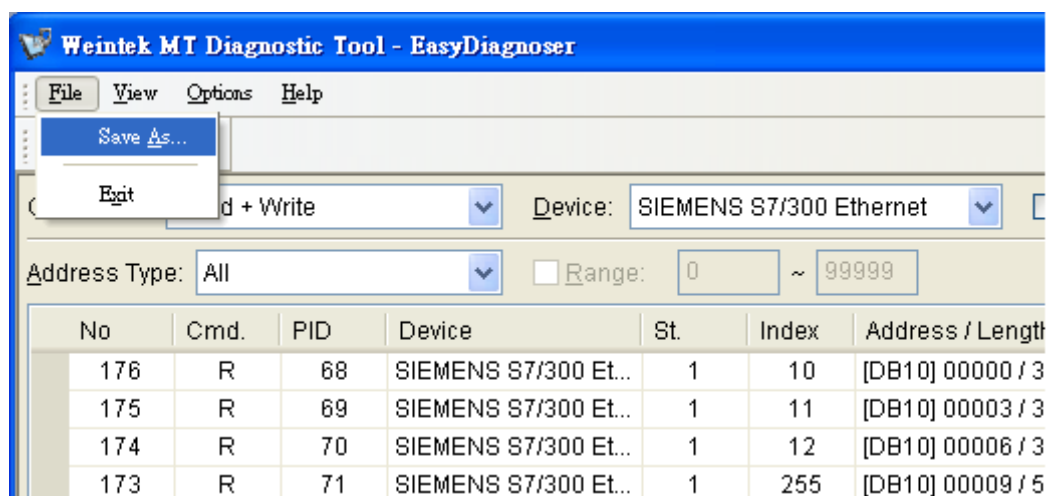 Weintek MT Diagnostic Tool - EasyDiagnoser
File View Options Help
Save As...
Exit
d + Write Device: SIEMENS S7/300 Ethernet
Address Type: All Range: 0 ~ 99999
No Cmd. PID Device St. Index Address / Length
176 R 68 SIEMENS S7/300 Et... 1 10 [DB10] 00000 / 3
175 R 69 SIEMENS S7/300 Et... 1 11 [DB10] 00003 / 3
174 R 70 SIEMENS S7/300 Et... 1 12 [DB10] 00006 / 3
173 R 71 SIEMENS S7/300 Et... 1 255 [DB10] 00009 / 5